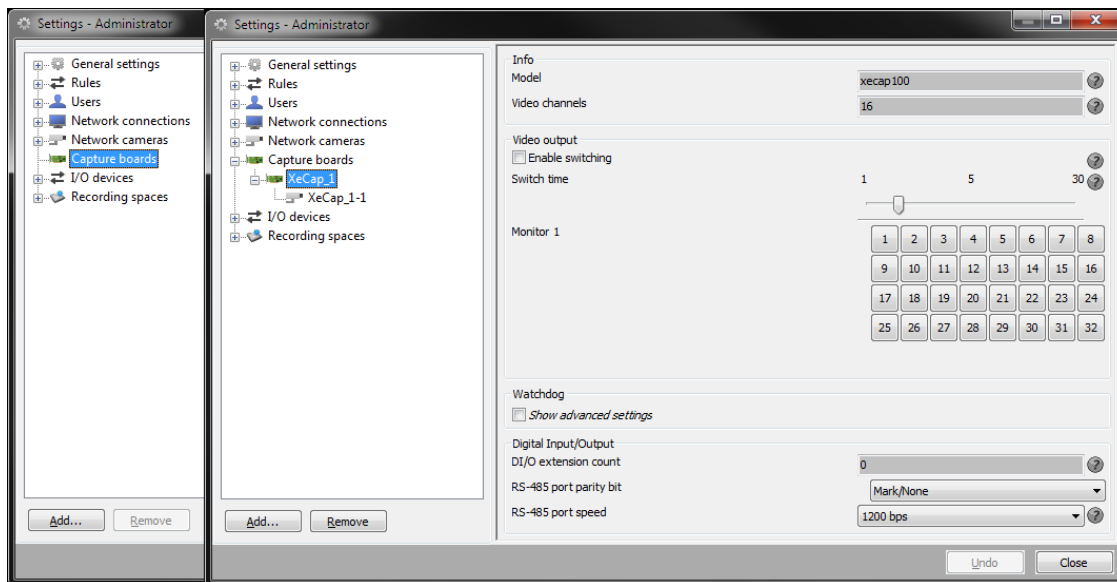 Settings - Administrator
General settings
Rules
Users
Network connections
Network cameras
Capture boards
I/O devices
Recording spaces
Add...
Remove
Settings - Administrator
General settings
Rules
Users
Network connections
Network cameras
Capture boards
XeCap_1
XeCap_1-1
I/O devices
Recording spaces
Add...
Remove
Info
Model
xecap100
Video channels
16
Video output
Enable switching
Switch time
1 5 30
Monitor 1
1 2 3 4 5 6 7 8
9 10 11 12 13 14 15 16
17 18 19 20 21 22 23 24
25 26 27 28 29 30 31 32
Watchdog
Show advanced settings
Digital Input/Output
DI/O extension count
0
RS-485 port parity bit
Mark/None
RS-485 port speed
1200 bps
Undo
Close